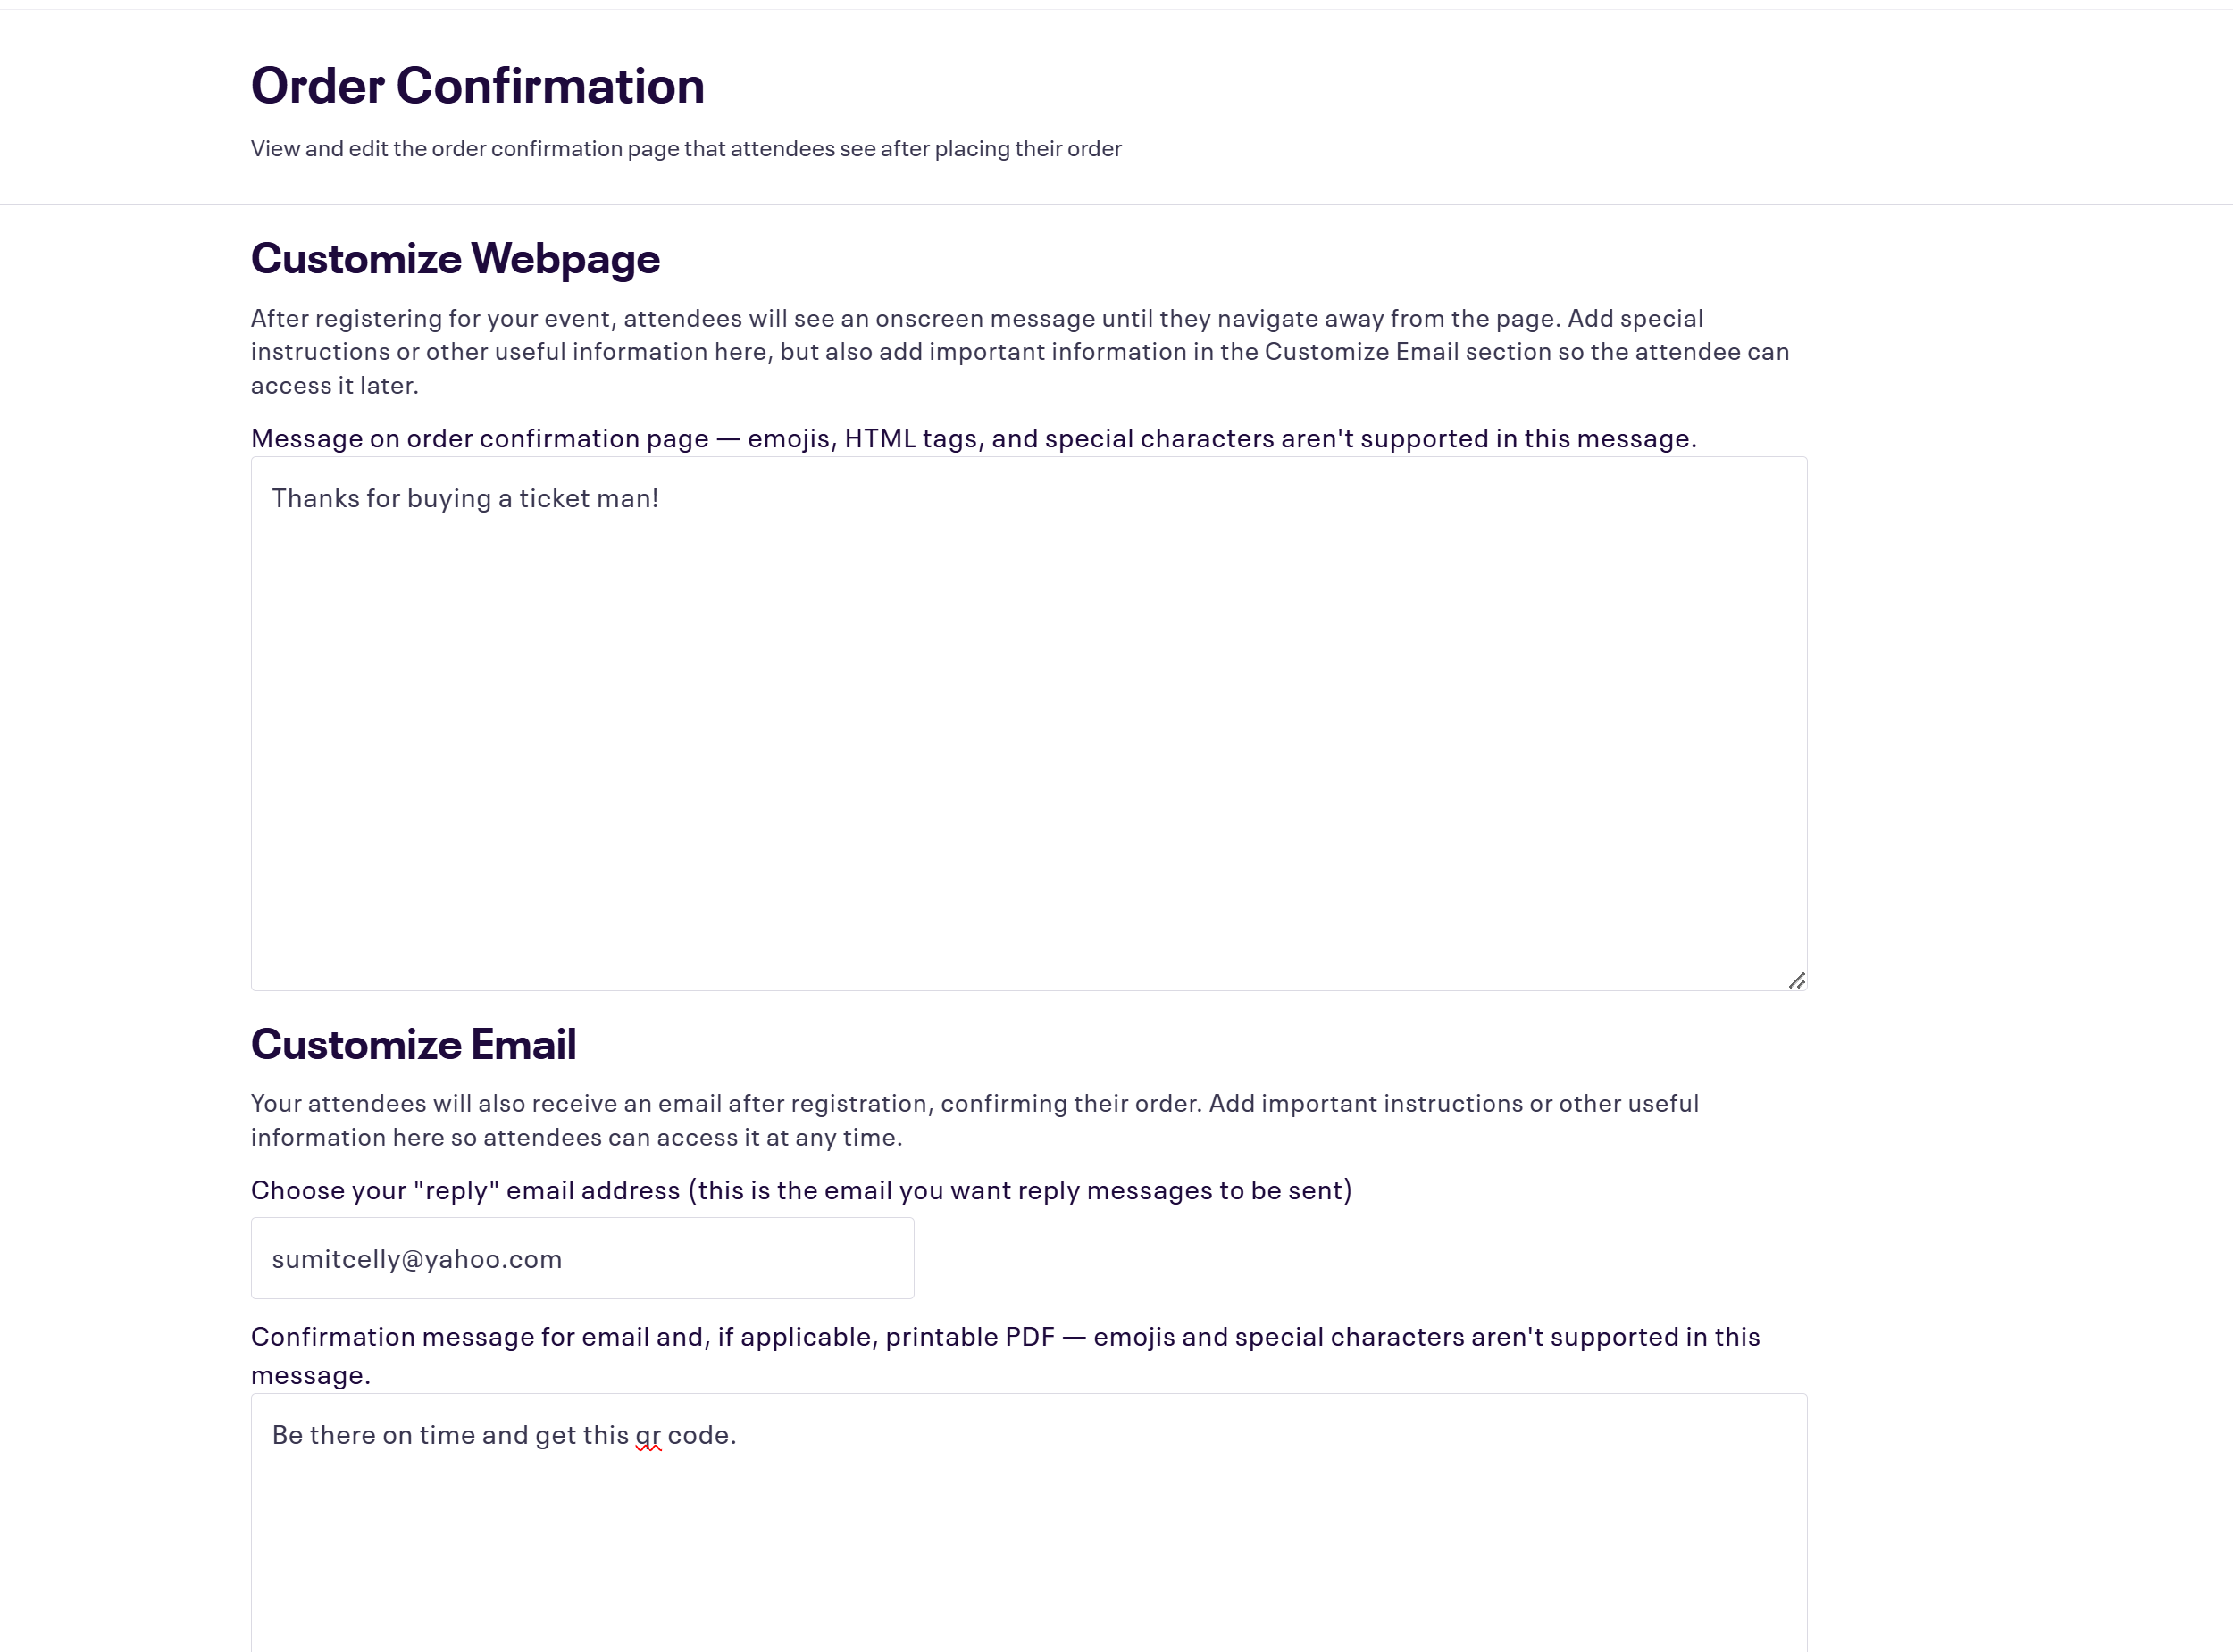 Order Confirmation
View and edit the order confirmation page that attendees see after placing their order
Customize Webpage
After registering for your event, attendees will see an onscreen message until they navigate away from the page. Add special
instructions or other useful information here, but also add important information in the Customize Email section so the attendee can
access it later.
Message on order confirmation page — emojis, HTML tags, and special characters aren't supported in this message.
Thanks for buying a ticket man!
Customize Email
Your attendees will also receive an email after registration, confirming their order. Add important instructions or other useful
information here so attendees can access it at any time.
Choose your "reply" email address (this is the email you want reply messages to be sent)
sumitcelly@yahoo.com
Confirmation message for email and, if applicable, printable PDF — emojis and special characters aren't supported in this
message.
Be there on time and get this qr code.